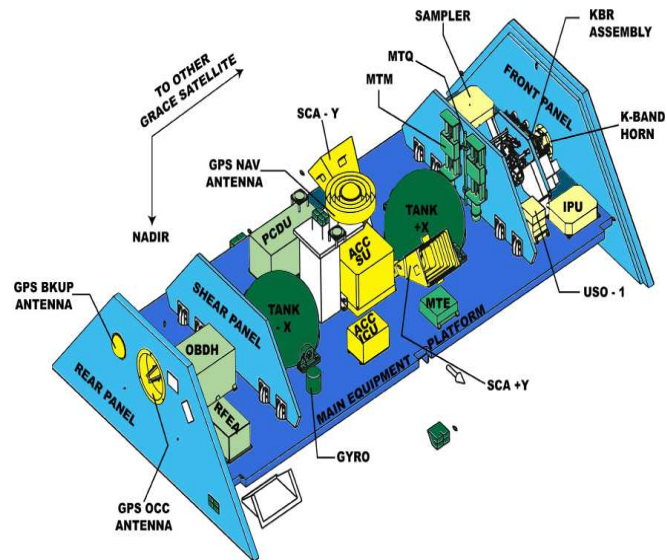 SAMPLER
KBR
ASSEMBLY
MTQ
MTM
FRONT PANEL
K-BAND
HORN
TO OTHER
GRACE SATELLITE
SCA - Y
GPS NAV
ANTENNA
NADIR
PCDU
TANK
+X
IPU
ACC
SU
USO - 1
GPS BKUP
ANTENNA
SHEAR PANEL
TANK
- X
MTE
OBDH
ACC
ICU
MAIN EQUIPMENT PLATFORM
SCA +Y
REAR PANEL
RFEA
GYRO
GPS OCC
ANTENNA